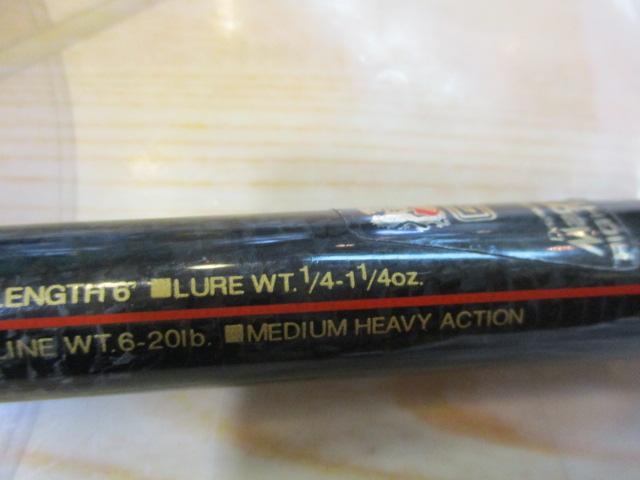 LENGTH 6' ■LURE WT. 1/4-1 1/4oz.
LINE WT. 6-20lb. ■MEDIUM HEAVY ACTION